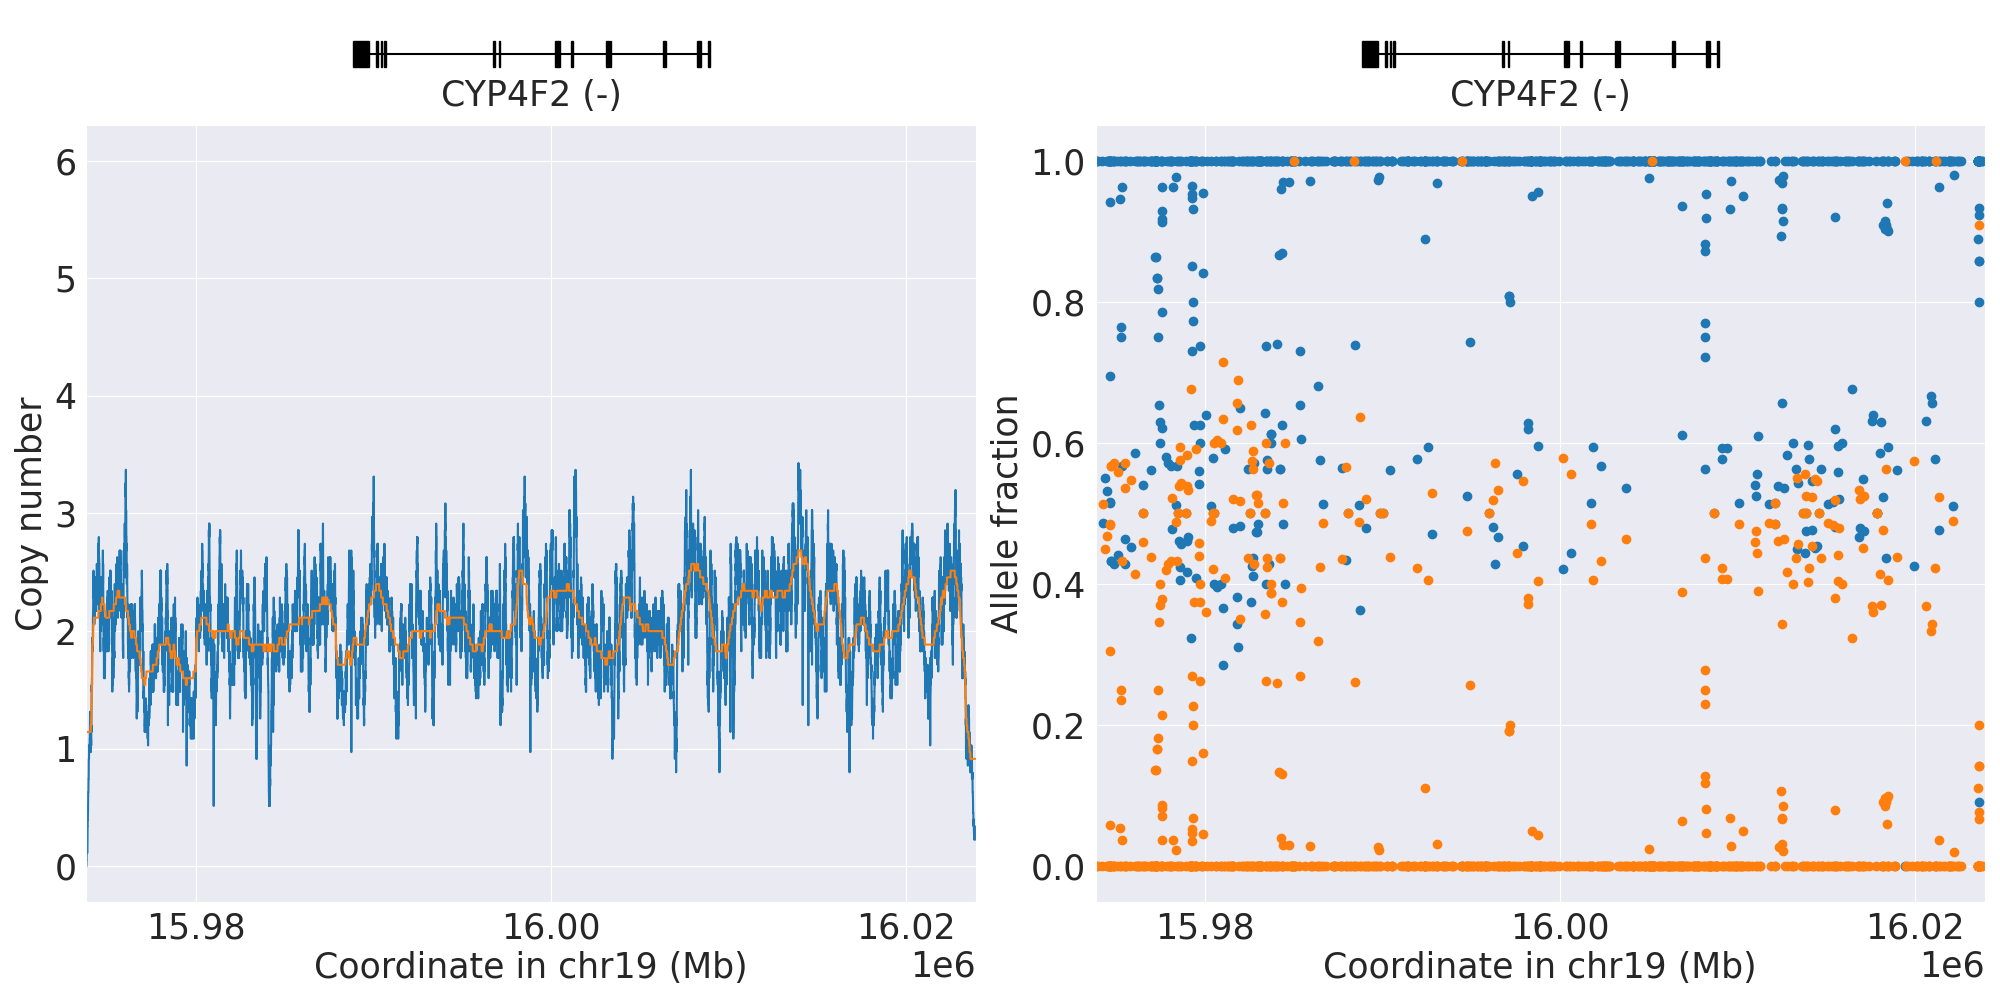 CYP4F2 (-)
Copy number
6
5
4
3
2
1
0
15.98
16.00
16.02
Coordinate in chr19 (Mb)
1e6
CYP4F2 (-)
Allele fraction
1.0
0.8
0.6
0.4
0.2
0.0
15.98
16.00
16.02
Coordinate in chr19 (Mb)
1e6